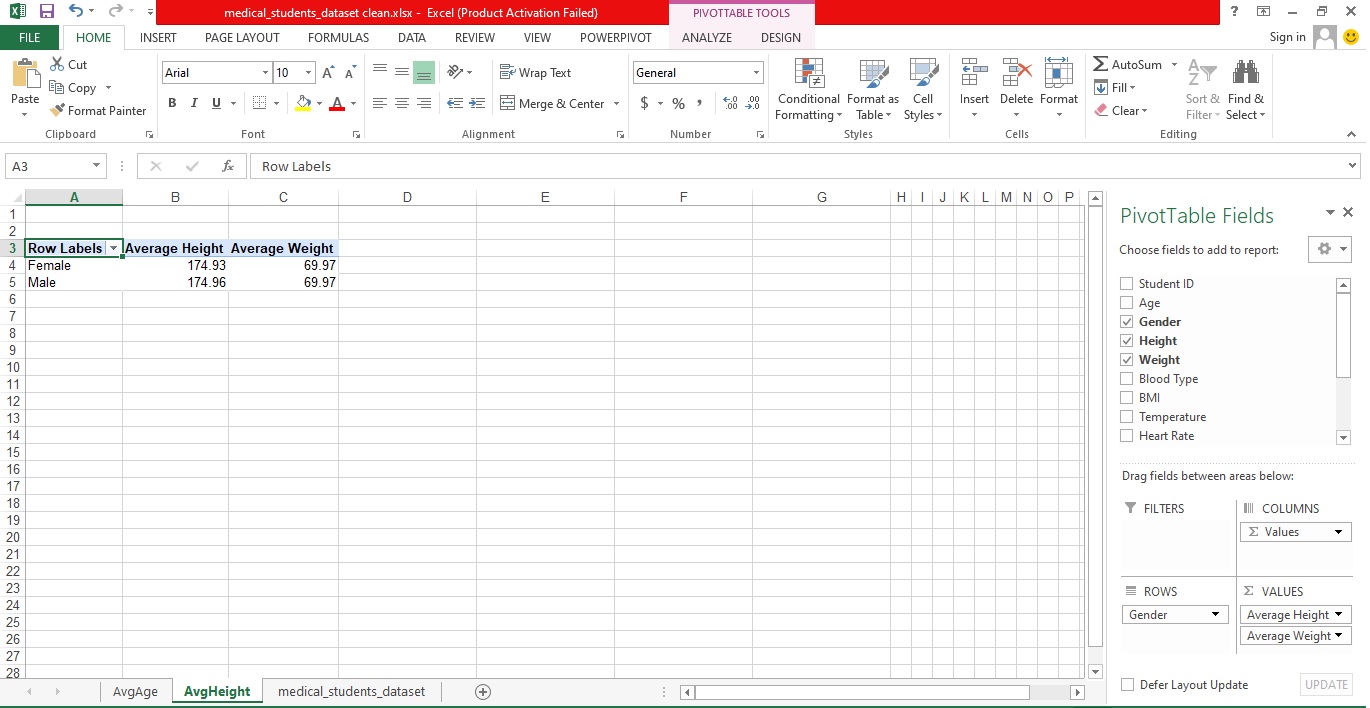 medical_students_dataset clean.xlsx - Excel (Product Activation Failed)
PIVOTTABLE TOOLS
?
FILE HOME INSERT PAGE LAYOUT FORMULAS DATA REVIEW VIEW POWERPIVOT ANALYZE DESIGN Sign in
Paste
Cut
Copy
Format Painter
Clipboard
Arial 10
B I U
Font
Wrap Text
Merge & Center
Alignment
General
$ % ,
Number
Conditional Formatting
Format as Table
Cell Styles
Styles
Insert
Delete
Format
Cells
AutoSum
Fill
Clear
Sort & Filter
Find & Select
Editing
A3 fx Row Labels
A B C D E F G H I J K L M N O P
1
2
3 Row Labels Average Height Average Weight
4 Female 174.93 69.97
5 Male 174.96 69.97
6
7
8
9
10
11
12
13
14
15
16
17
18
19
20
21
22
23
24
25
26
27
28
AvgAge AvgHeight medical_students_dataset
PivotTable Fields
Choose fields to add to report:
Student ID
Age
Gender
Height
Weight
Blood Type
BMI
Temperature
Heart Rate
Drag fields between areas below:
FILTERS
COLUMNS
Σ Values
ROWS
Gender
Σ VALUES
Average Height
Average Weight
Defer Layout Update
UPDATE